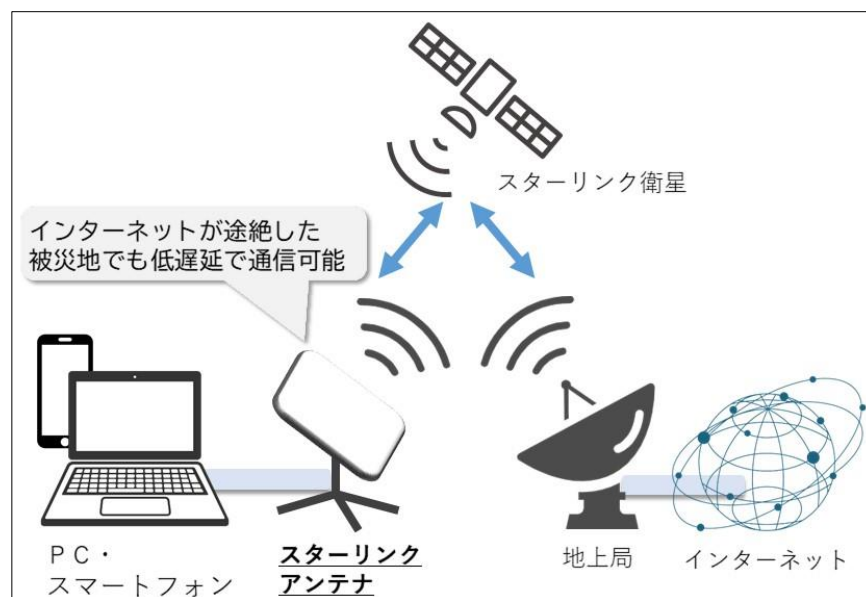 スターリンク衛星
インターネットが途絶した
被災地でも低遅延で通信可能
ＰＣ・
スマートフォン
スターリンク
アンテナ
地上局
インターネット